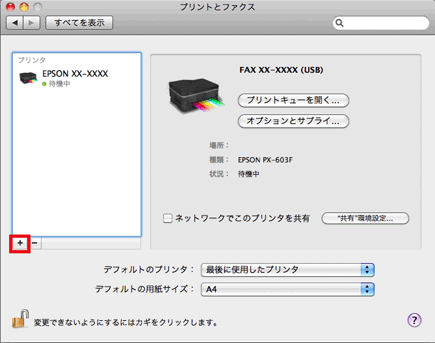 プリントとファクス
すべてを表示
プリンタ
EPSON XX-XXXX
待機中
+ −
FAX XX-XXXX (USB)
プリントキューを開く...
オプションとサプライ...
場所：
種類： EPSON PX-603F
状況： 待機中
ネットワークでこのプリンタを共有
“共有”環境設定...
デフォルトのプリンタ： 最後に使用したプリンタ
デフォルトの用紙サイズ： A4
変更できないようにするにはカギをクリックします。
?